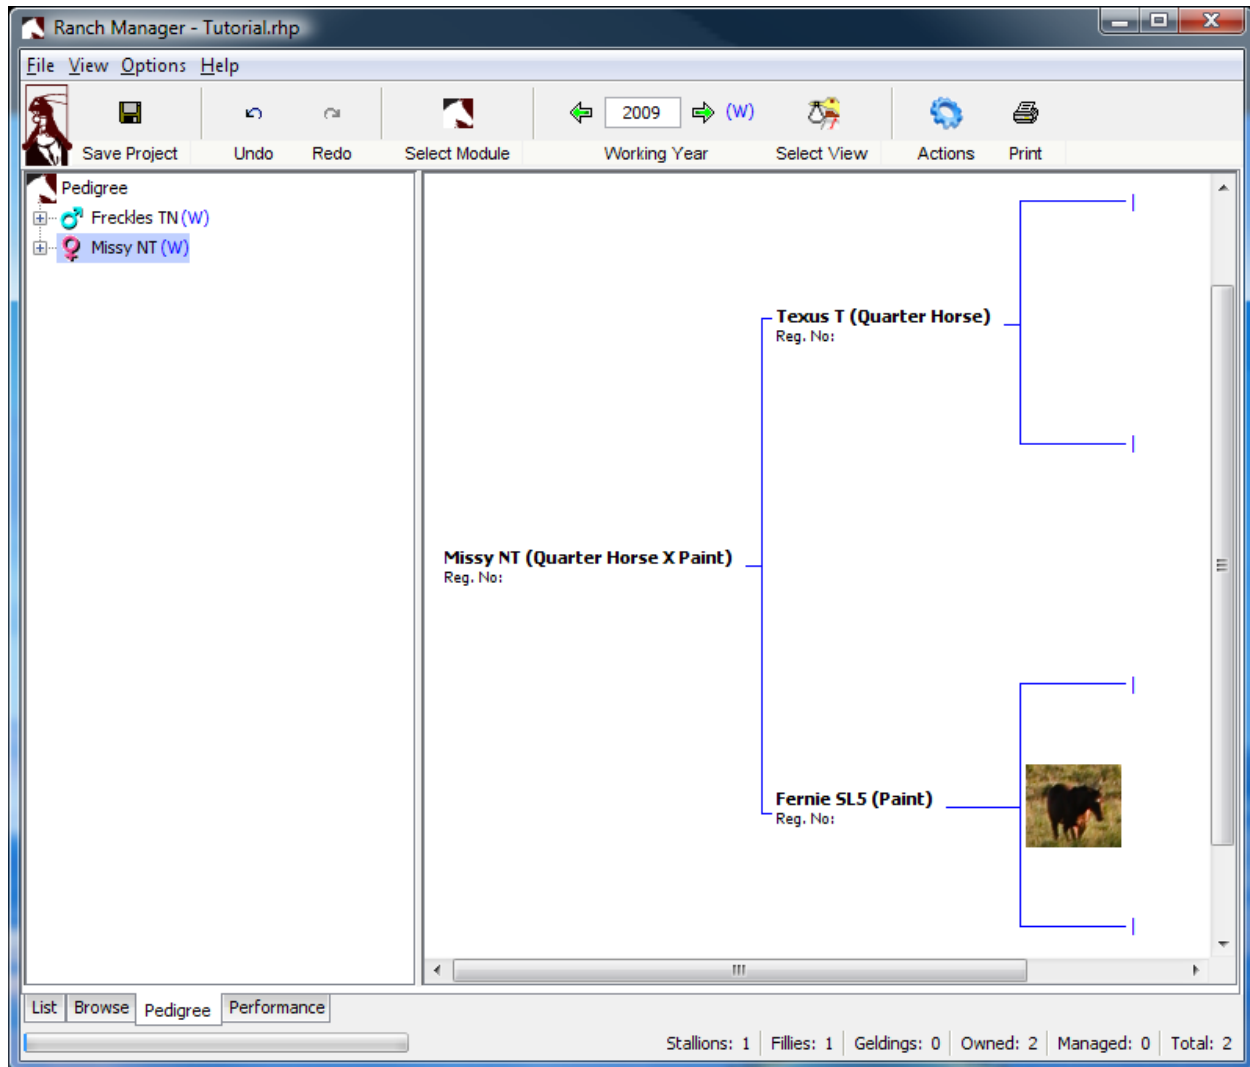 Ranch Manager - Tutorial.rhp
File View Options Help
2009 (W)
Save Project Undo Redo Select Module Working Year Select View Actions Print
Pedigree
Freckles TN (W)
Missy NT (W)
Texus T (Quarter Horse)
Reg. No:
Missy NT (Quarter Horse X Paint)
Reg. No:
Fernie SL5 (Paint)
Reg. No:
List Browse Pedigree Performance
Stallions: 1 Fillies: 1 Geldings: 0 Owned: 2 Managed: 0 Total: 2